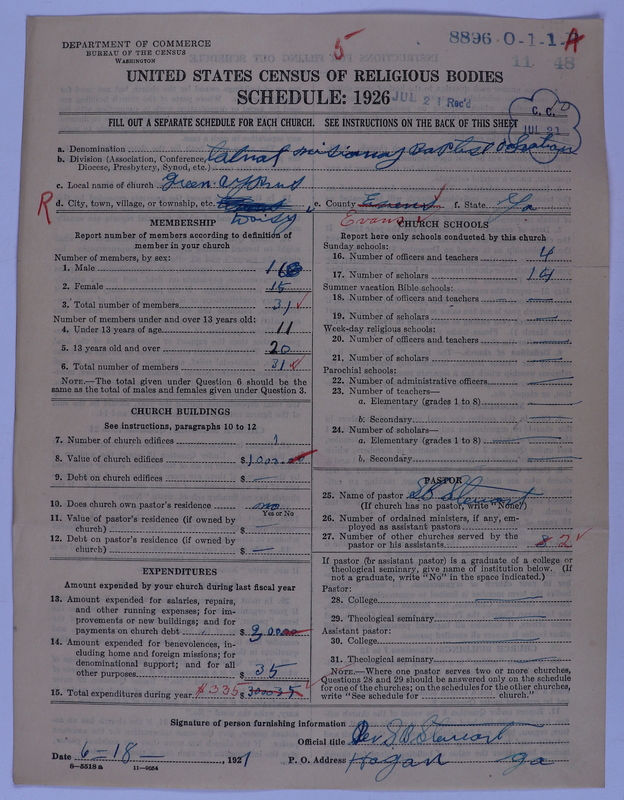 DEPARTMENT OF COMMERCE
BUREAU OF THE CENSUS
WASHINGTON
5
8896-0-1-1-A
11 48
UNITED STATES CENSUS OF RELIGIOUS BODIES
SCHEDULE: 1926
JUL 21 Rec'd
C. C.
JUL 21
FILL OUT A SEPARATE SCHEDULE FOR EACH CHURCH. SEE INSTRUCTIONS ON THE BACK OF THIS SHEET
a. Denomination
b. Division (Association, Conference, Diocese, Presbytery, Synod, etc.) Missionary Baptist
c. Local name of church Green
R d. City, town, village, or township, etc. Daisy e. County Evans f. State Ga
MEMBERSHIP
Report number of members according to definition of member in your church
Number of members, by sex:
1. Male 16
2. Female 15
3. Total number of members 31
Number of members under and over 13 years old:
4. Under 13 years of age 11
5. 13 years old and over 20
6. Total number of members 31
NOTE.—The total given under Question 6 should be the same as the total of males and females given under Question 3.
CHURCH BUILDINGS
See instructions, paragraphs 10 to 12
7. Number of church edifices 1
8. Value of church edifices $1000.00
9. Debt on church edifices $ —
10. Does church own pastor's residence no
Yes or No
11. Value of pastor's residence (if owned by church) $ —
12. Debt on pastor's residence (if owned by church) $ —
EXPENDITURES
Amount expended by your church during last fiscal year
13. Amount expended for salaries, repairs, and other running expenses; for improvements or new buildings; and for payments on church debt $
14. Amount expended for benevolences, including home and foreign missions; for denominational support; and for all other purposes $35
15. Total expenditures during year $335
CHURCH SCHOOLS
Report here only schools conducted by this church
Sunday schools:
16. Number of officers and teachers 4
17. Number of scholars 14
Summer vacation Bible schools:
18. Number of officers and teachers —
19. Number of scholars —
Week-day religious schools:
20. Number of officers and teachers —
21. Number of scholars —
Parochial schools:
22. Number of administrative officers —
23. Number of teachers—
a. Elementary (grades 1 to 8) —
b. Secondary —
24. Number of scholars—
a. Elementary (grades 1 to 8) —
b. Secondary —
PASTOR
25. Name of pastor Stewart
(If church has no pastor, write "None")
26. Number of ordained ministers, if any, employed as assistant pastors
27. Number of other churches served by the pastor or his assistants 2
If pastor (or assistant pastor) is a graduate of a college or theological seminary, give name of institution below. (If not a graduate, write "No" in the space indicated.)
Pastor:
28. College —
29. Theological seminary —
Assistant pastor:
30. College —
31. Theological seminary —
NOTE.—Where one pastor serves two or more churches, Questions 28 and 29 should be answered only on the schedule for one of the churches; on the schedules for the other churches, write "See schedule for church."
Signature of person furnishing information
Official title Rev Stewart
Date 6-18-, 1927 P. O. Address Hagan Ga
8—5518 a 11—9054